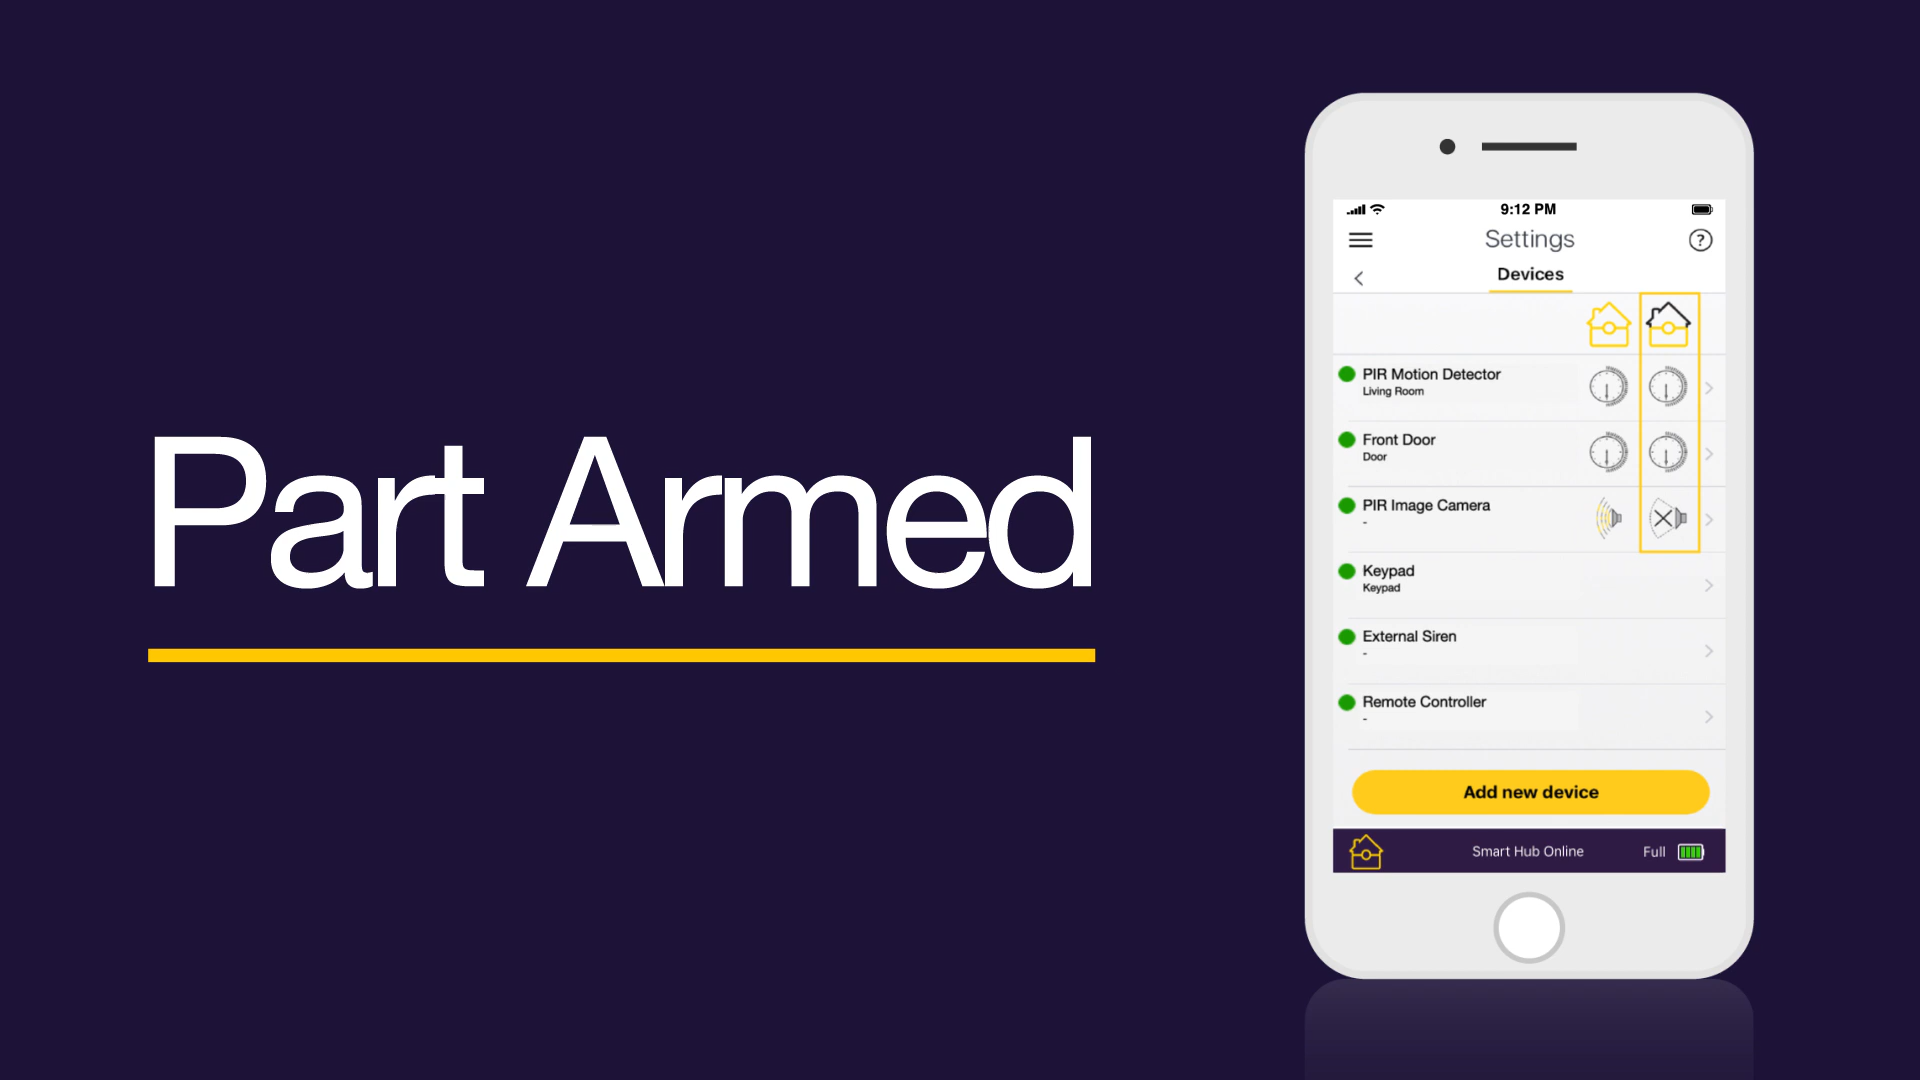 Part Armed
9:12 PM
Settings
?
Devices
PIR Motion Detector
Living Room
Front Door
Door
PIR Image Camera
-
Keypad
Keypad
External Siren
-
Remote Controller
-
Add new device
Smart Hub Online Full